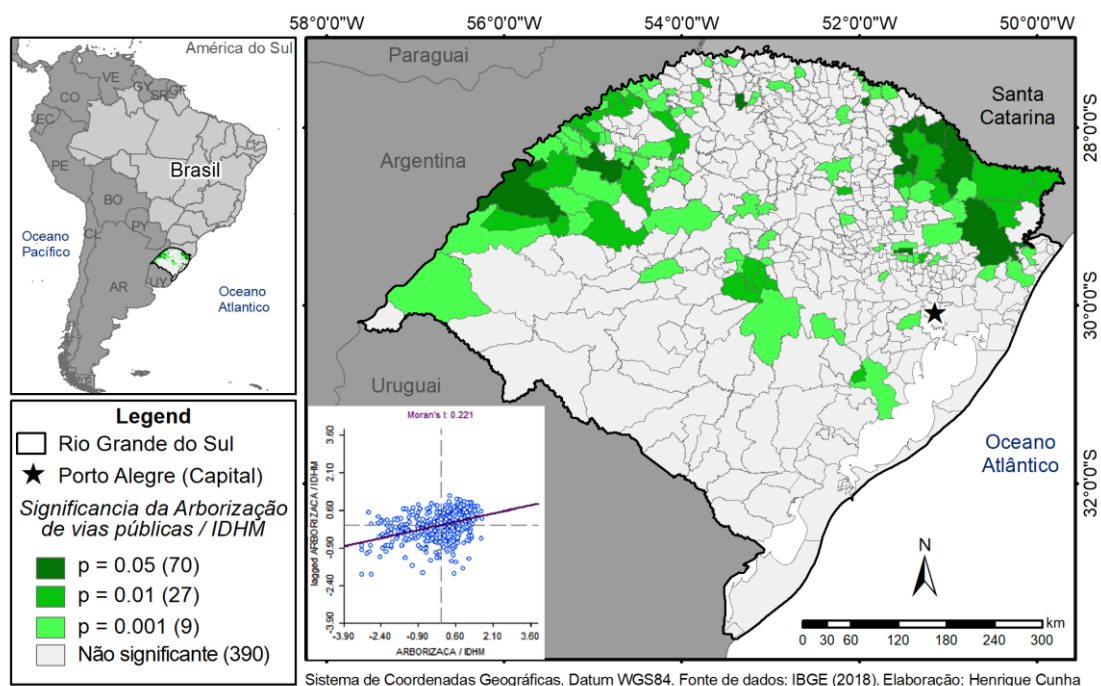 América do Sul
VE
GY
SR
GF
CO
EC
PE
Brasil
BO
PY
CL
Oceano
Pacífico
UY
AR
Oceano
Atlantico
Legend
Rio Grande do Sul
Porto Alegre (Capital)
Significancia da Arborização
de vias públicas / IDHM
p = 0.05 (70)
p = 0.01 (27)
p = 0.001 (9)
Não significante (390)
58°0'0"O
56°0'0"O
54°0'0"O
52°0'0"O
50°0'0"O
Paraguai
Santa
Catarina
28°0'0"S
Argentina
30°0'0"S
Uruguai
Oceano
Atlântico
32°0'0"S
Moran's I: 0.221
lagged ARBORIZACA / IDHM
3.60
2.10
0.60
-0.90
-2.40
-3.90
-3.90 -2.40 -0.90 0.60 2.10 3.60
ARBORIZACA / IDHM
N
km
0 30 60 120 180 240 300
Sistema de Coordenadas Geográficas. Datum WGS84. Fonte de dados: IBGE (2018). Elaboração: Henrique Cunha